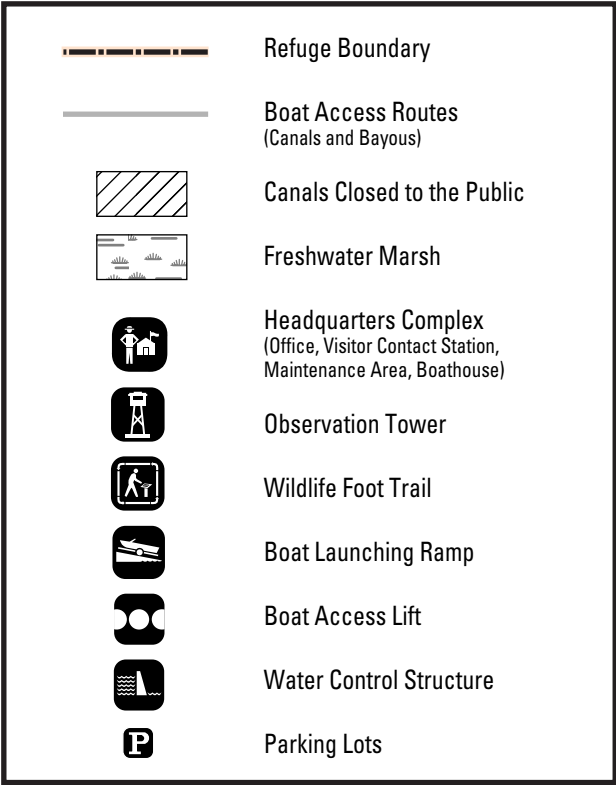 Refuge Boundary
Boat Access Routes
(Canals and Bayous)
Canals Closed to the Public
Freshwater Marsh
Headquarters Complex
(Office, Visitor Contact Station,
Maintenance Area, Boathouse)
Observation Tower
Wildlife Foot Trail
Boat Launching Ramp
Boat Access Lift
Water Control Structure
P Parking Lots